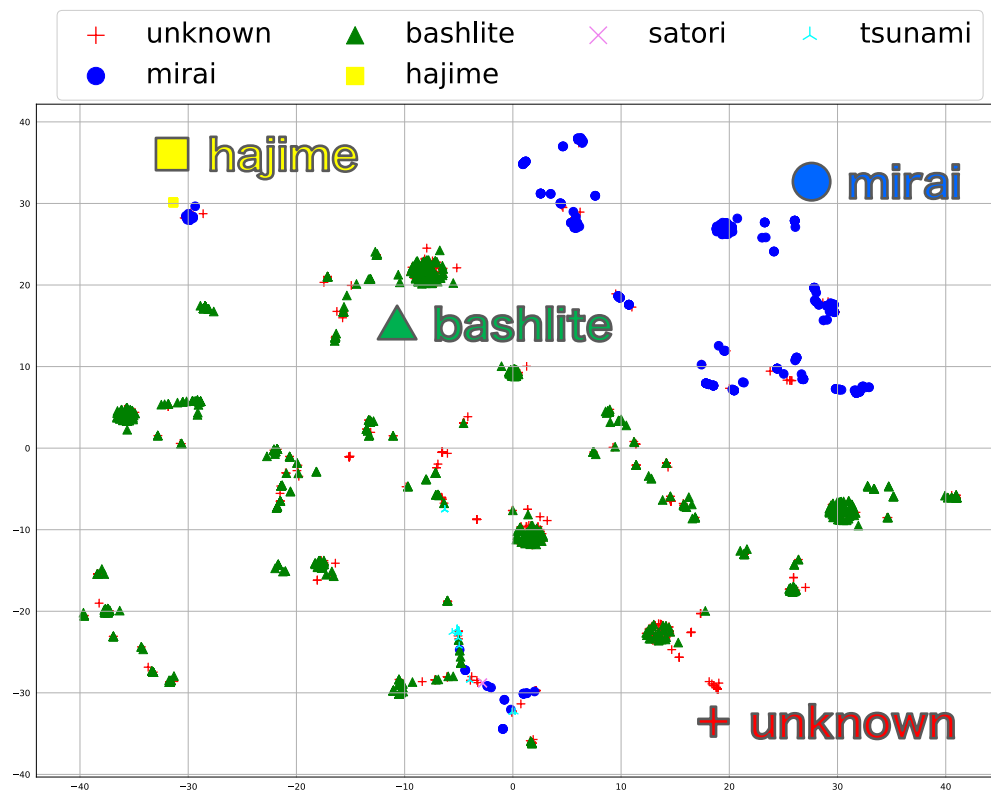 unknown bashlite satori tsunami
mirai hajime
40
30
20
10
0
−10
−20
−30
−40
hajime
mirai
bashlite
unknown
−40 −30 −20 −10 0 10 20 30 40